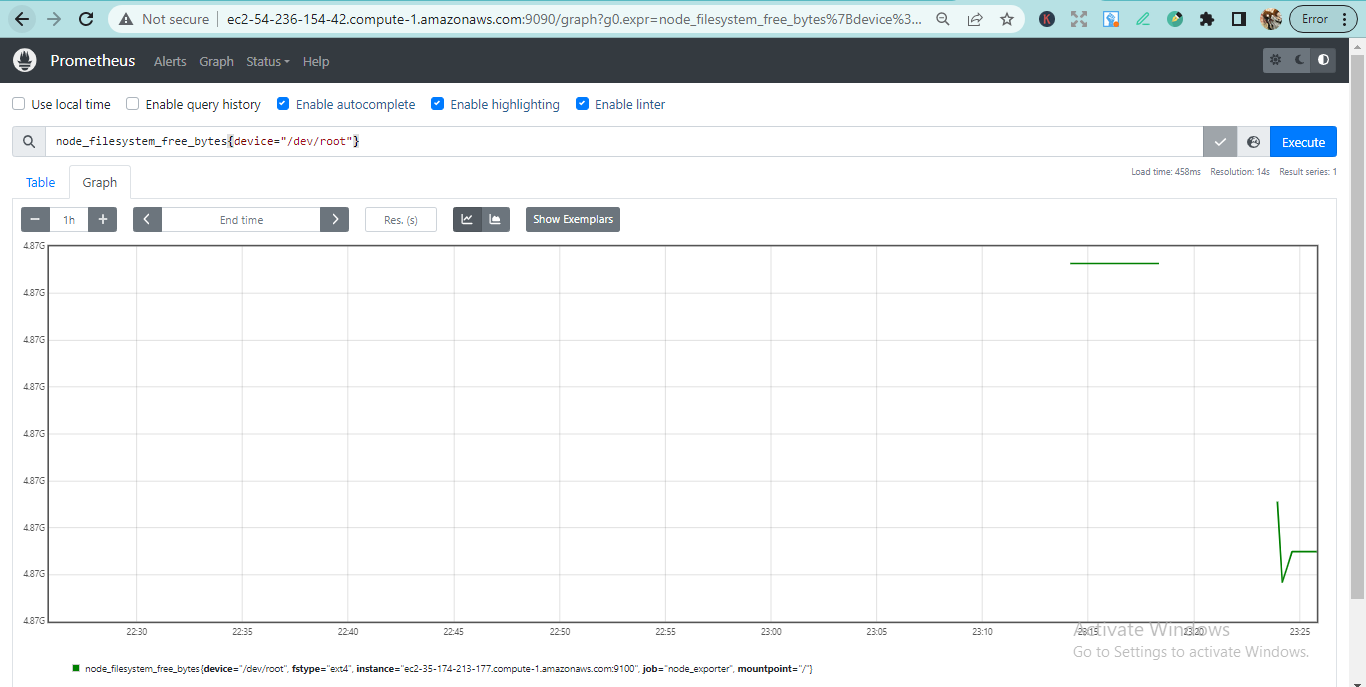 Not secure ec2-54-236-154-42.compute-1.amazonaws.com:9090/graph?g0.expr=node_filesystem_free_bytes%7Bdevice%3... K Error
Prometheus Alerts Graph Status Help
Use local time Enable query history Enable autocomplete Enable highlighting Enable linter
node_filesystem_free_bytes{device="/dev/root"} Execute
Load time: 458ms Resolution: 14s Result series: 1
Table Graph
− 1h + End time Res. (s) Show Exemplars
4.87G
4.87G
4.87G
4.87G
4.87G
4.87G
4.87G
4.87G
4.87G
22:30 22:35 22:40 22:45 22:50 22:55 23:00 23:05 23:10 23:15 23:20 23:25
Activate Windows
Go to Settings to activate Windows.
node_filesystem_free_bytes{device="/dev/root", fstype="ext4", instance="ec2-35-174-213-177.compute-1.amazonaws.com:9100", job="node_exporter", mountpoint="/"}